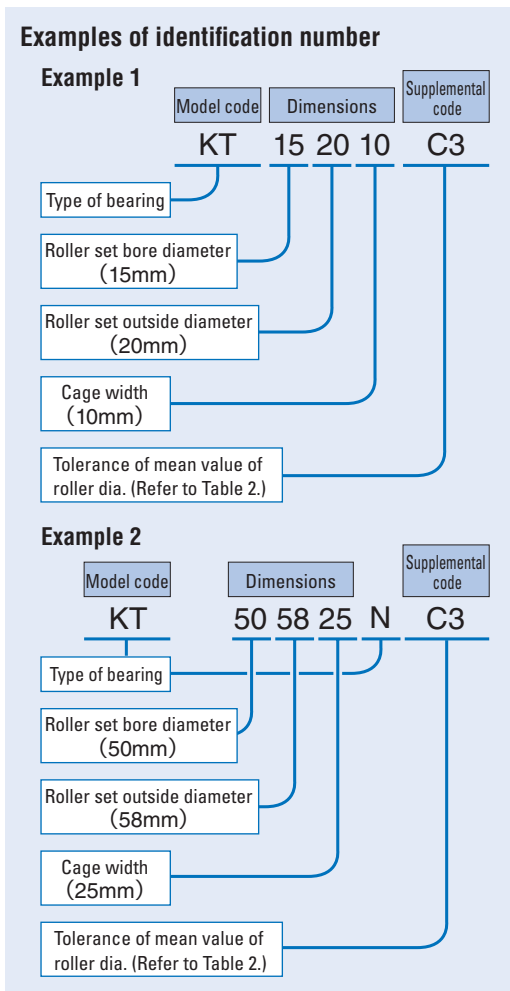 Examples of identification number
Example 1
Model code
Dimensions
Supplemental
code
KT 15 20 10 C3
Type of bearing
Roller set bore diameter
（15mm）
Roller set outside diameter
（20mm）
Cage width
（10mm）
Tolerance of mean value of
roller dia. (Refer to Table 2.)
Example 2
Model code
Dimensions
Supplemental
code
KT 50 58 25 N C3
Type of bearing
Roller set bore diameter
（50mm）
Roller set outside diameter
（58mm）
Cage width
（25mm）
Tolerance of mean value of
roller dia. (Refer to Table 2.)